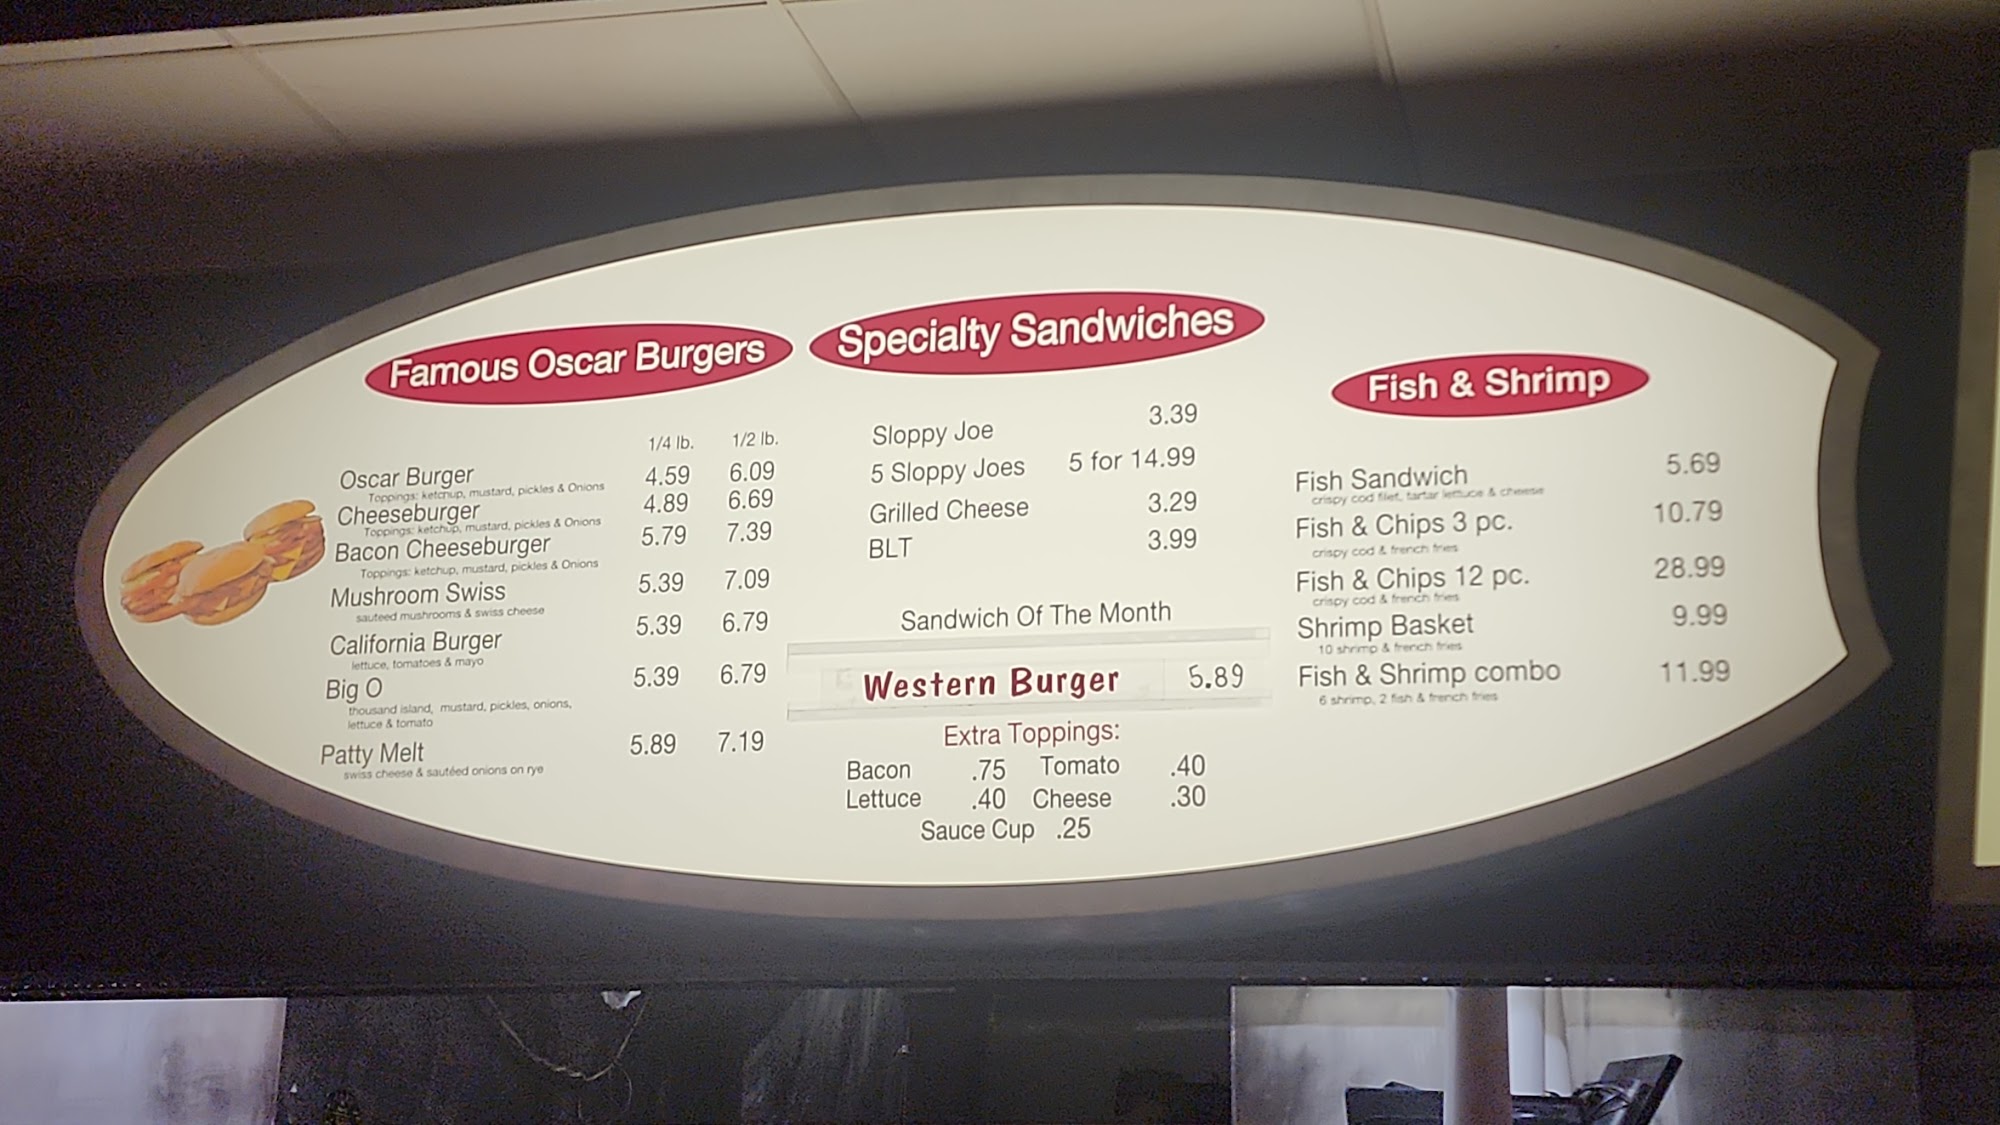 Famous Oscar Burgers
1/4 lb. 1/2 lb.
Oscar Burger 4.59 6.09
Toppings: ketchup, mustard, pickles & Onions
Cheeseburger 4.89 6.69
Toppings: ketchup, mustard, pickles & Onions
Bacon Cheeseburger 5.79 7.39
Toppings: ketchup, mustard, pickles & Onions
Mushroom Swiss 5.39 7.09
sauteed mushrooms & swiss cheese
California Burger 5.39 6.79
lettuce, tomatoes & mayo
Big O 5.39 6.79
thousand island, mustard, pickles, onions,
lettuce & tomato
Patty Melt 5.89 7.19
swiss cheese & sautéed onions on rye
Specialty Sandwiches
Sloppy Joe 3.39
5 Sloppy Joes 5 for 14.99
Grilled Cheese 3.29
BLT 3.99
Sandwich Of The Month
Western Burger 5.89
Extra Toppings:
Bacon .75 Tomato .40
Lettuce .40 Cheese .30
Sauce Cup .25
Fish & Shrimp
Fish Sandwich 5.69
crispy cod filet, tartar lettuce & cheese
Fish & Chips 3 pc. 10.79
crispy cod & french fries
Fish & Chips 12 pc. 28.99
crispy cod & french fries
Shrimp Basket 9.99
10 shrimp & french fries
Fish & Shrimp combo 11.99
6 shrimp, 2 fish & french fries